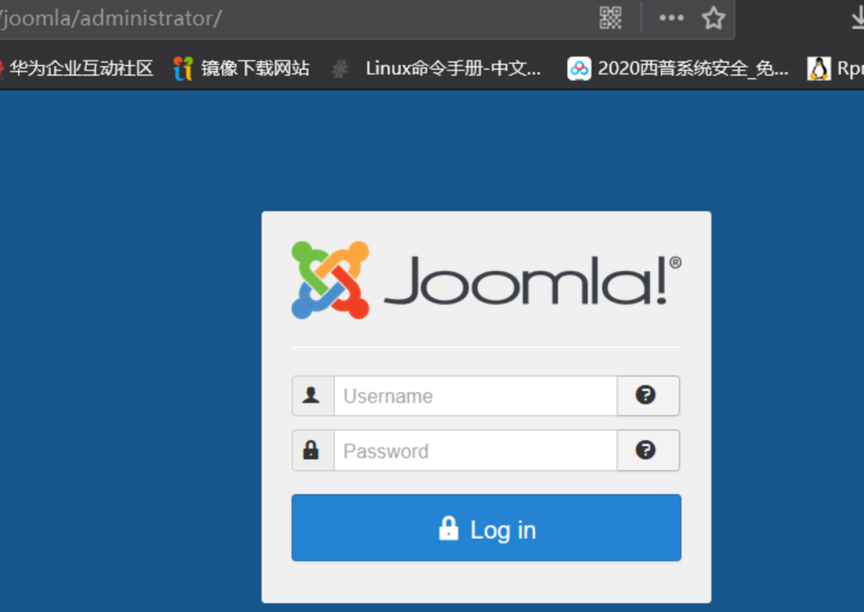 /joomla/administrator/
华为企业互动社区 镜像下载网站 Linux命令手册-中文... 2020西普系统安全_免... Rpr
Joomla!®
Username
Password
Log in